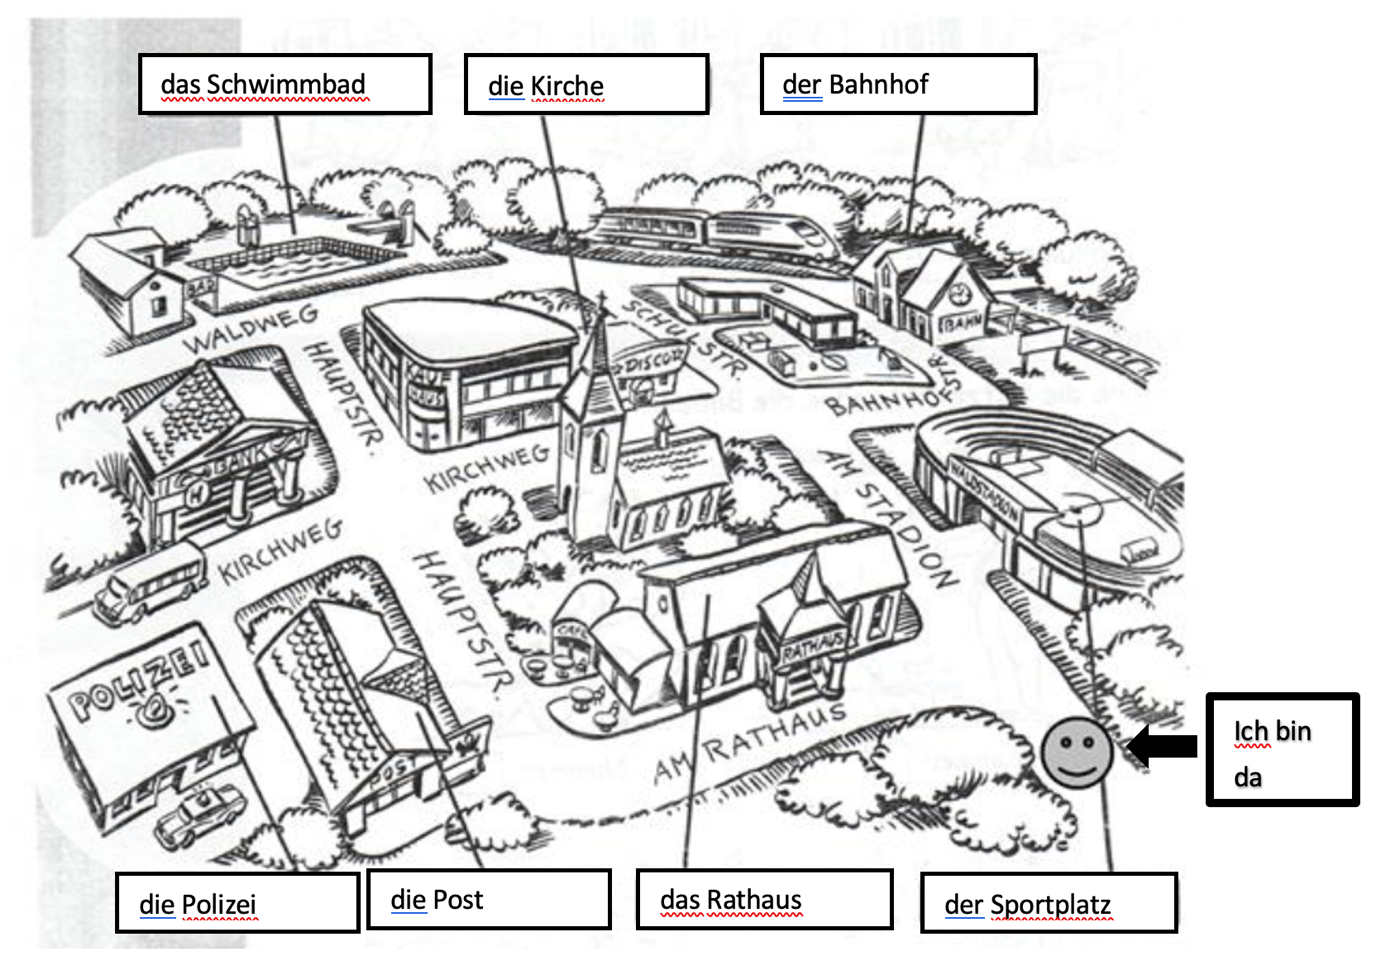 das Schwimmbad
die Kirche
der Bahnhof
BAD
WALDWEG
HAUPTSTR.
SCHULSTR.
DISCO
BAHN
BAHNHOFSTR.
BANK
H
KIRCHWEG
AM STADION
WALDSTADION
KIRCHWEG
HAUPTSTR.
CAFE
RATHAUS
POLIZEI
POST
AM RATHAUS
Ich bin
da
die Polizei
die Post
das Rathaus
der Sportplatz